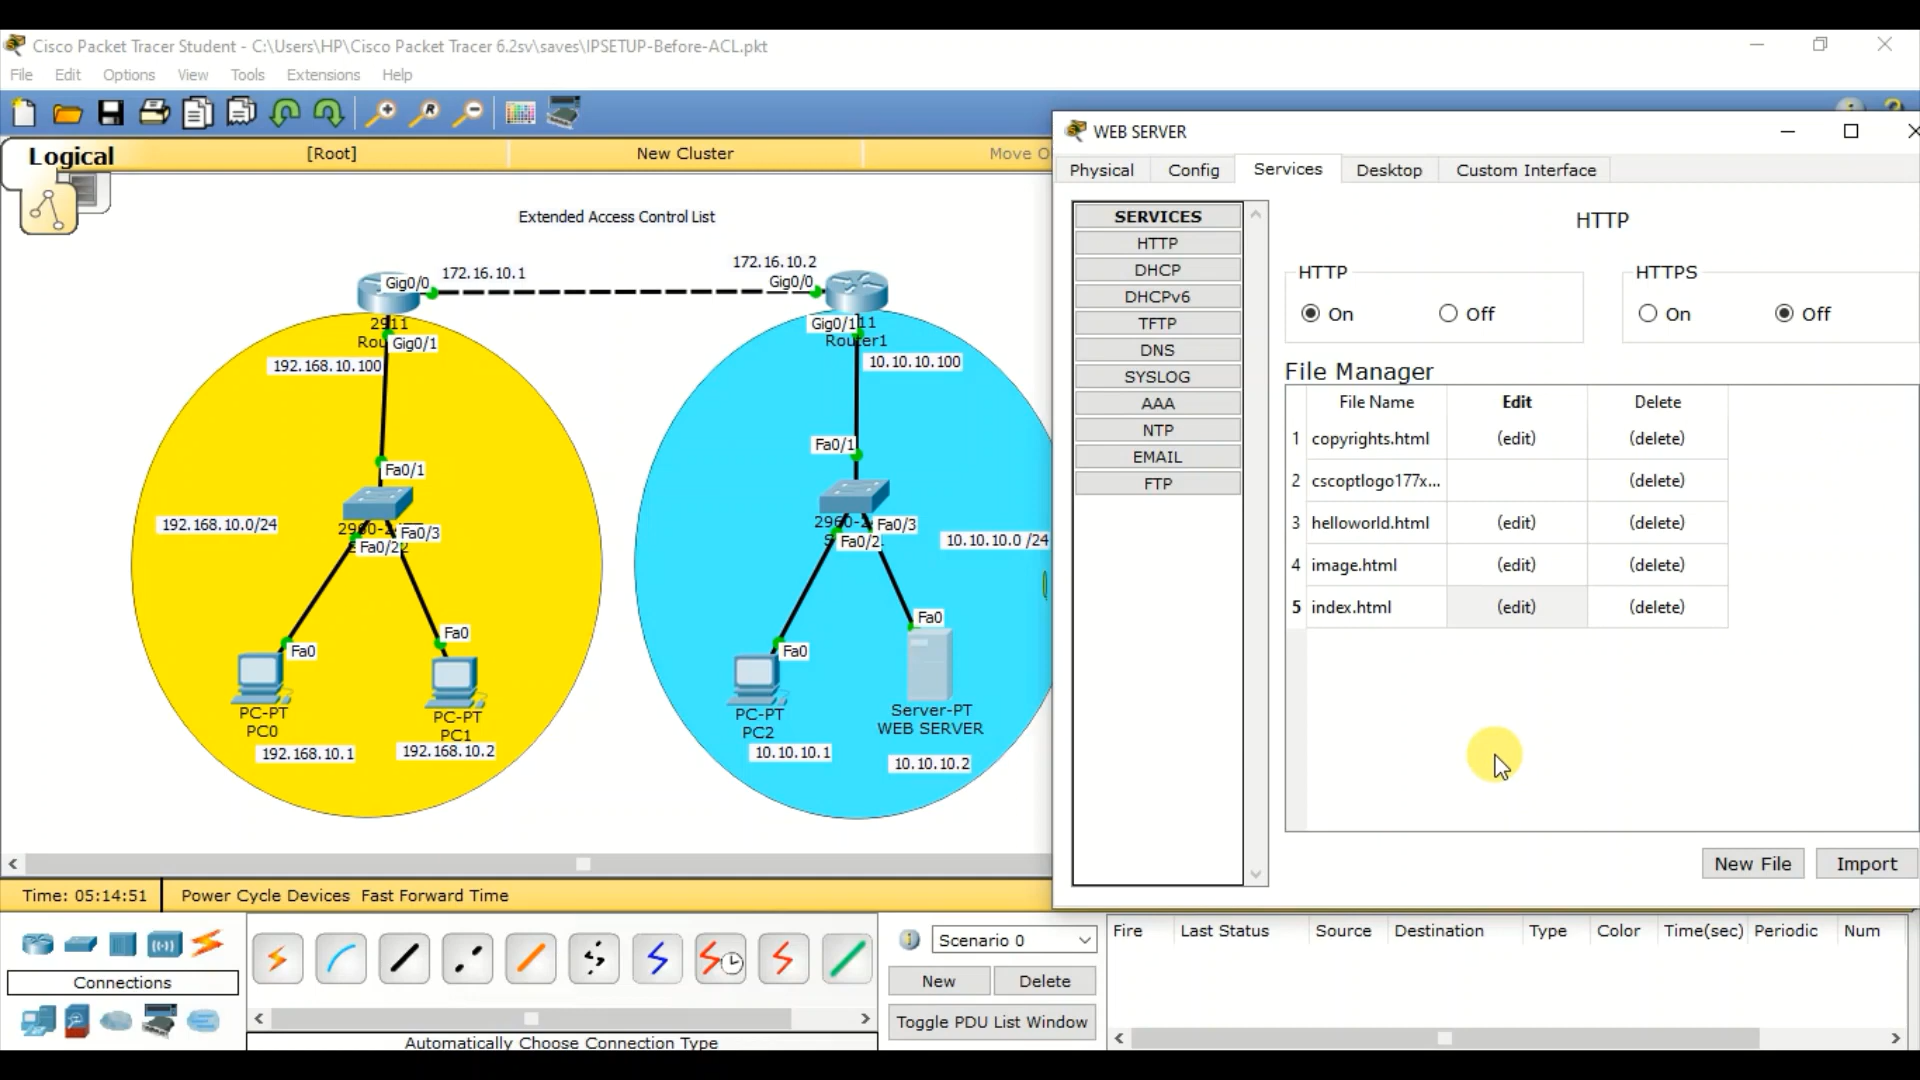 Cisco Packet Tracer Student - C:\Users\HP\Cisco Packet Tracer 6.2sv\saves\IPSETUP-Before-ACL.pkt
File Edit Options View Tools Extensions Help
Logical
[Root]
New Cluster
Move O
Extended Access Control List
172.16.10.1
172.16.10.2
Gig0/0
Gig0/0
2911
Rou
Gig0/1
Gig0/1
11
Router1
192.168.10.100
10.10.10.100
Fa0/1
Fa0/1
192.168.10.0/24
Fa0/3
Fa0/2
Fa0/3
Fa0/2
10.10.10.0 /24
Fa0
Fa0
Fa0
Fa0
PC-PT
PC0
192.168.10.1
PC-PT
PC1
192.168.10.2
PC-PT
PC2
10.10.10.1
Server-PT
WEB SERVER
10.10.10.2
WEB SERVER
Physical Config Services Desktop Custom Interface
SERVICES
HTTP
DHCP
DHCPv6
TFTP
DNS
SYSLOG
AAA
NTP
EMAIL
FTP
HTTP
HTTP
On Off
HTTPS
On Off
File Manager
File Name Edit Delete
1 copyrights.html (edit) (delete)
2 cscoptlogo177x... (delete)
3 helloworld.html (edit) (delete)
4 image.html (edit) (delete)
5 index.html (edit) (delete)
New File Import
Time: 05:14:51 Power Cycle Devices Fast Forward Time
Connections
Automatically Choose Connection Type
Scenario 0
New Delete
Toggle PDU List Window
Fire Last Status Source Destination Type Color Time(sec) Periodic Num